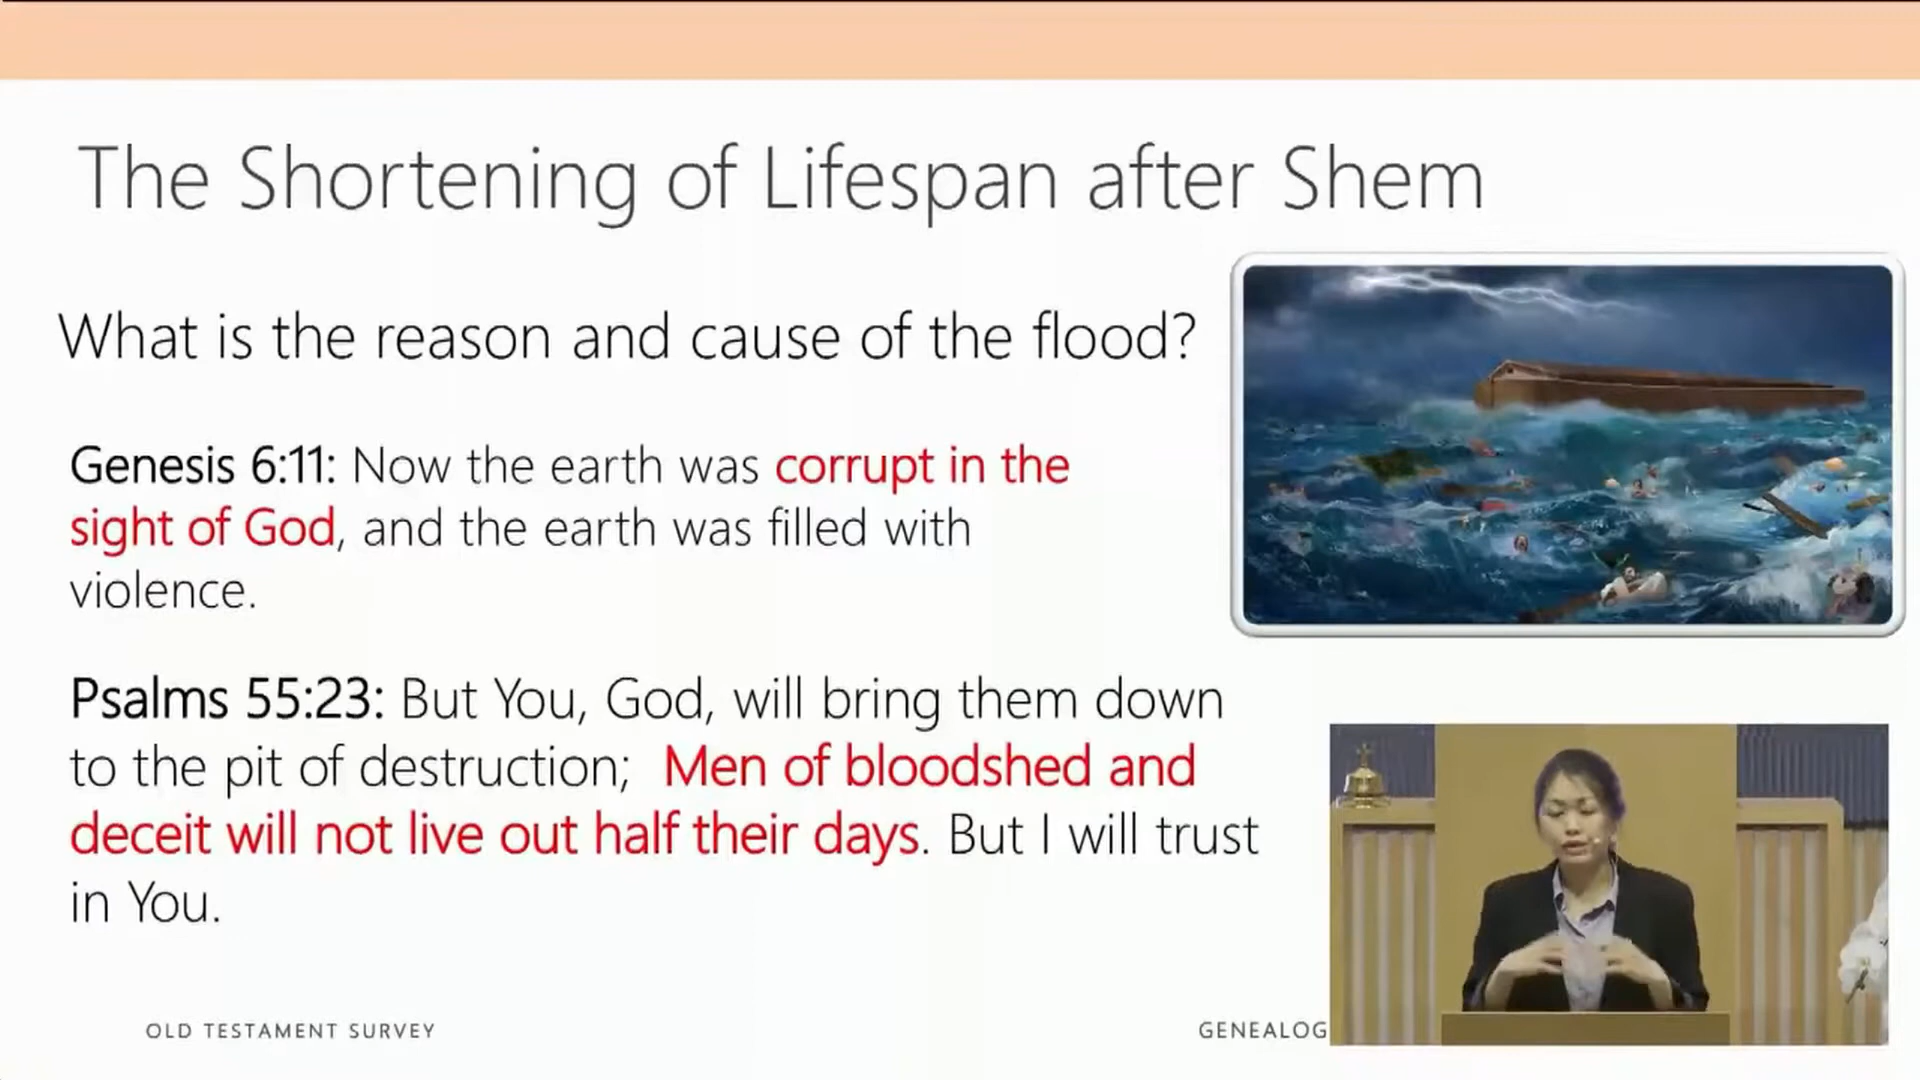 The Shortening of Lifespan after Shem
What is the reason and cause of the flood?
Genesis 6:11: Now the earth was corrupt in the
sight of God, and the earth was filled with
violence.
Psalms 55:23: But You, God, will bring them down
to the pit of destruction; Men of bloodshed and
deceit will not live out half their days. But I will trust
in You.
OLD TESTAMENT SURVEY
GENEALOG